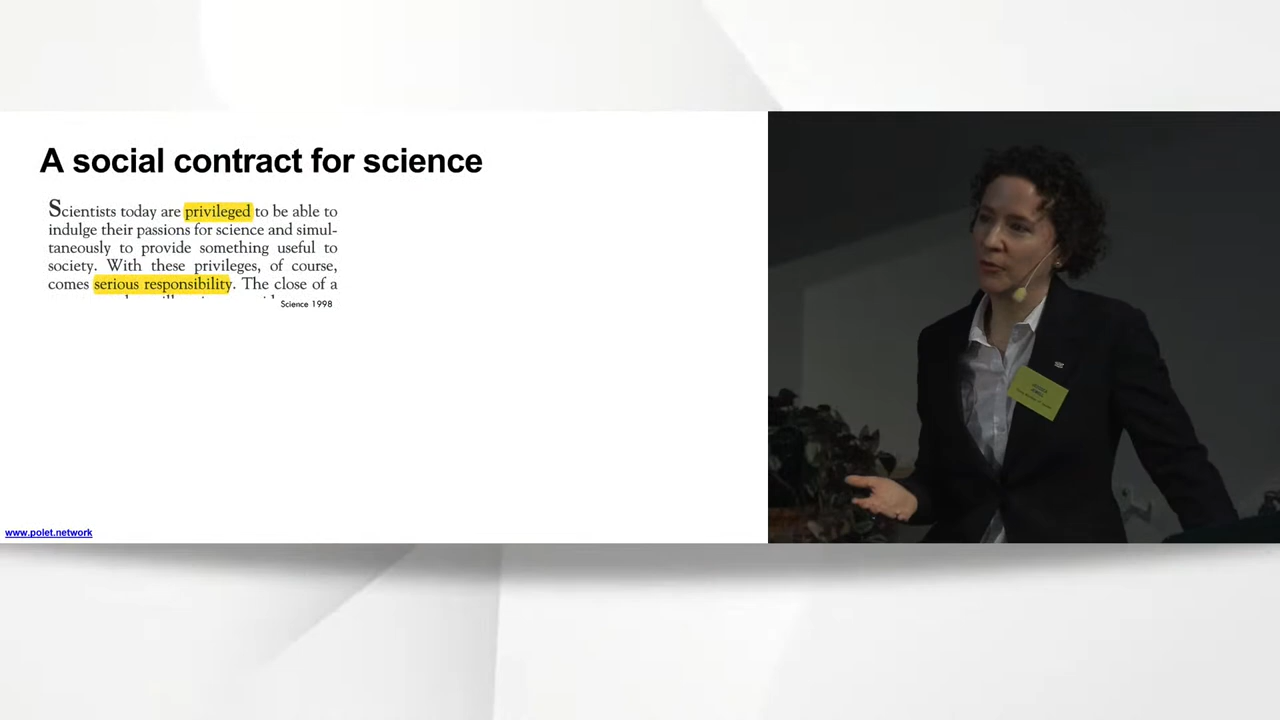 A social contract for science
Scientists today are privileged to be able to
indulge their passions for science and simul-
taneously to provide something useful to
society. With these privileges, of course,
comes serious responsibility. The close of a
Science 1998
www.polet.network